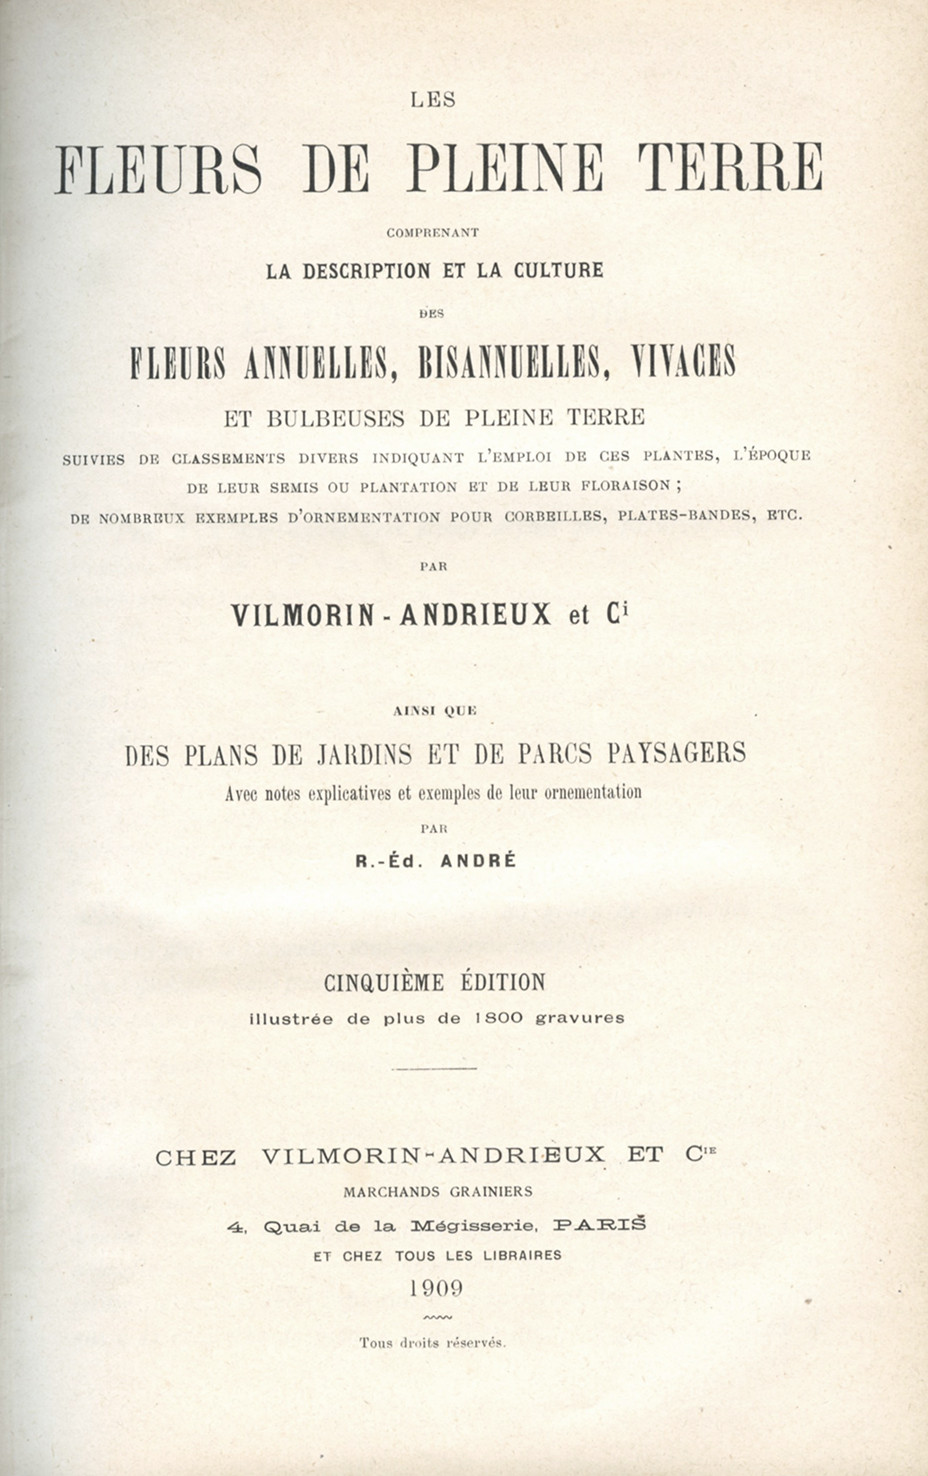 LES
FLEURS DE PLEINE TERRE
COMPRENANT
LA DESCRIPTION ET LA CULTURE
DES
FLEURS ANNUELLES, BISANNUELLES, VIVACES
ET BULBEUSES DE PLEINE TERRE
SUIVIES DE CLASSEMENTS DIVERS INDIQUANT L'EMPLOI DE CES PLANTES, L'ÉPOQUE
DE LEUR SEMIS OU PLANTATION ET DE LEUR FLORAISON ;
DE NOMBREUX EXEMPLES D'ORNEMENTATION POUR CORBEILLES, PLATES-BANDES, ETC.
PAR
VILMORIN-ANDRIEUX et Ci
AINSI QUE
DES PLANS DE JARDINS ET DE PARCS PAYSAGERS
Avec notes explicatives et exemples de leur ornementation
PAR
R.-Éd. ANDRÉ
CINQUIÈME ÉDITION
illustrée de plus de 1800 gravures
CHEZ VILMORIN-ANDRIEUX ET CIE
MARCHANDS GRAINIERS
4, Quai de la Mégisserie, PARIS
ET CHEZ TOUS LES LIBRAIRES
1909
Tous droits réservés.